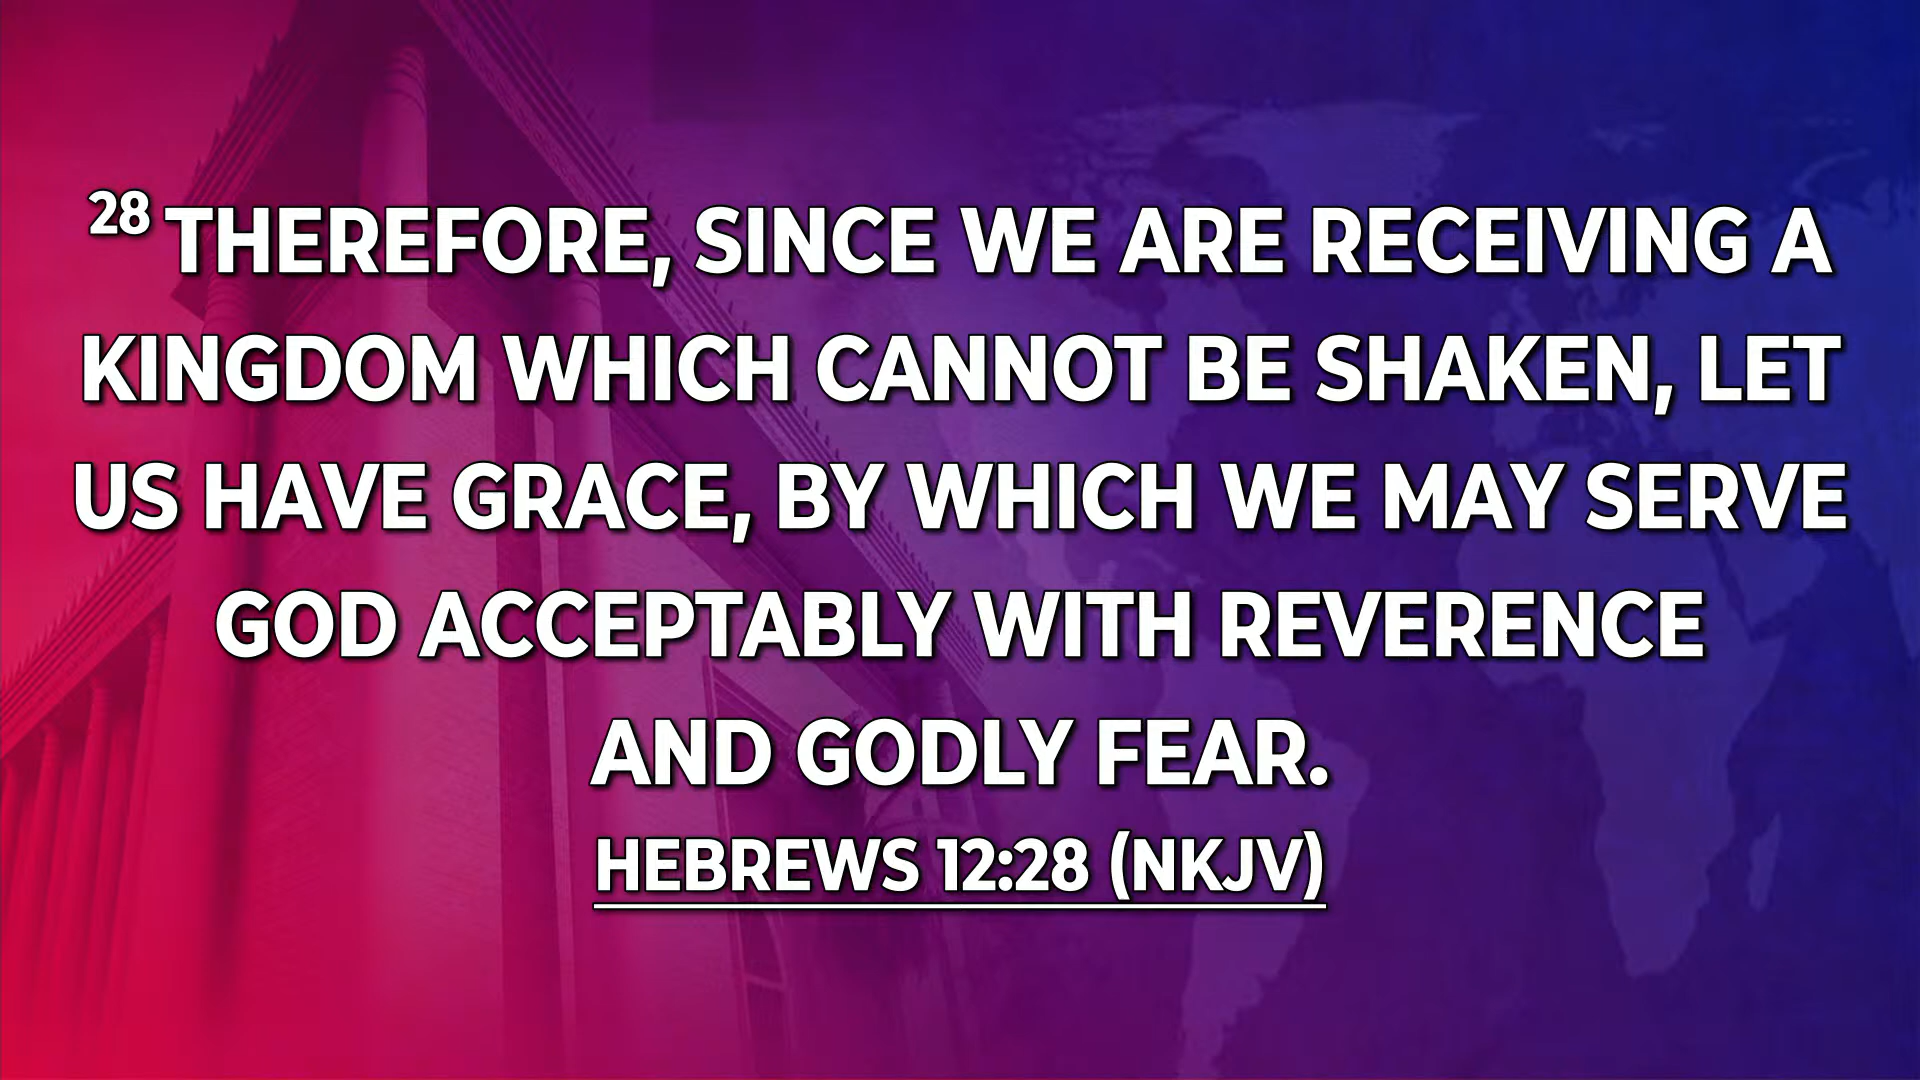 28 THEREFORE, SINCE WE ARE RECEIVING A
KINGDOM WHICH CANNOT BE SHAKEN, LET
US HAVE GRACE, BY WHICH WE MAY SERVE
GOD ACCEPTABLY WITH REVERENCE
AND GODLY FEAR.
HEBREWS 12:28 (NKJV)